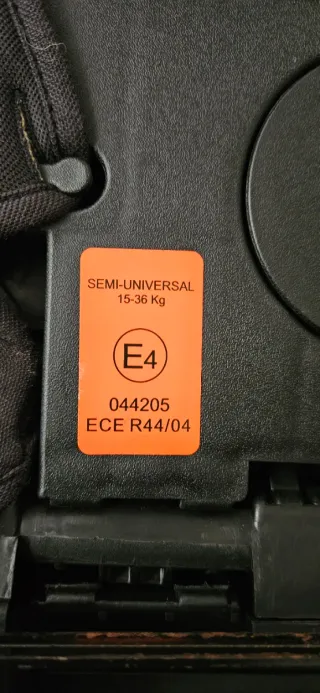 SEMI-UNIVERSAL
15-36 Kg
E4
044205
ECE R44/04